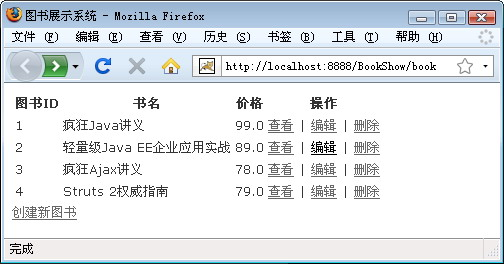 图书展示系统 - Mozilla Firefox
文件 (F) 编辑 (E) 查看 (V) 历史 (S) 书签 (B) 工具 (T) 帮助 (H)
http://localhost:8888/BookShow/book
图书ID 书名 价格 操作
1 疯狂Java讲义 99.0 查看 | 编辑 | 删除
2 轻量级Java EE企业应用实战 89.0 查看 | 编辑 | 删除
3 疯狂Ajax讲义 78.0 查看 | 编辑 | 删除
4 Struts 2权威指南 79.0 查看 | 编辑 | 删除
创建新图书
完成